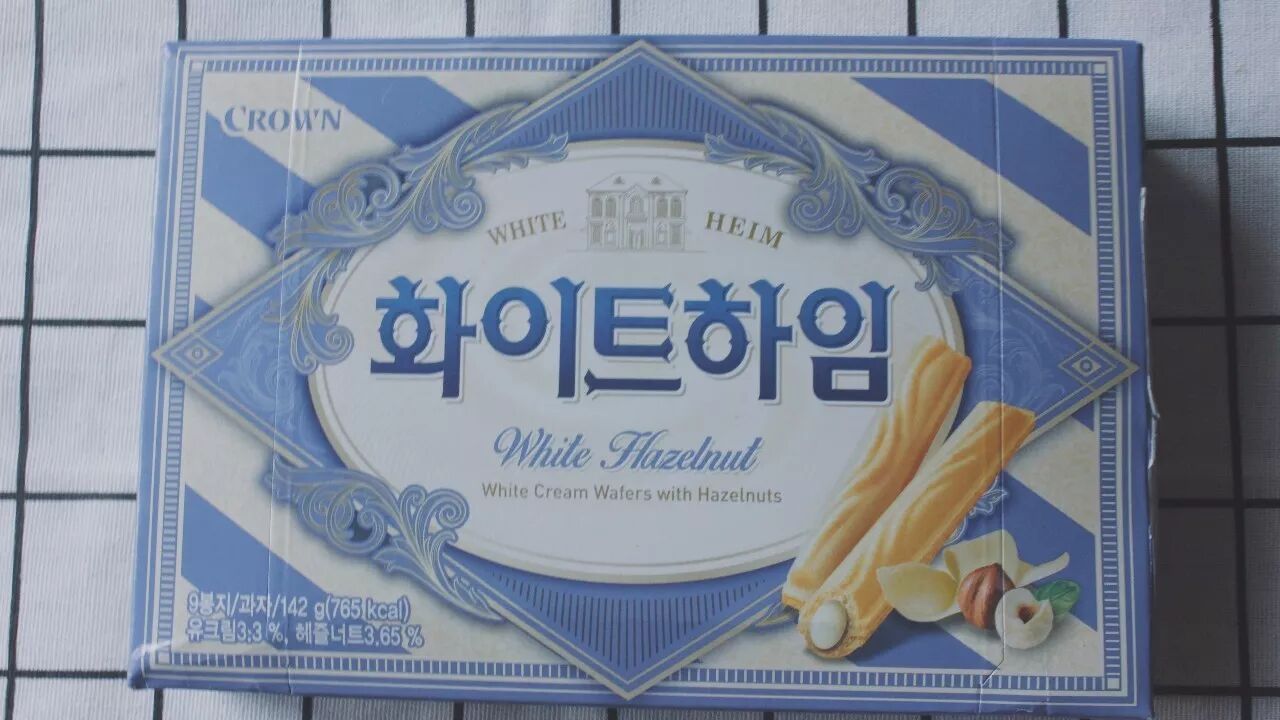 CROWN
WHITE HEIM
화이트하임
White Hazelnut
White Cream Wafers with Hazelnuts
9봉지/과자/142 g(765 kcal)
유크림3.3 %, 헤즐너트3.65 %